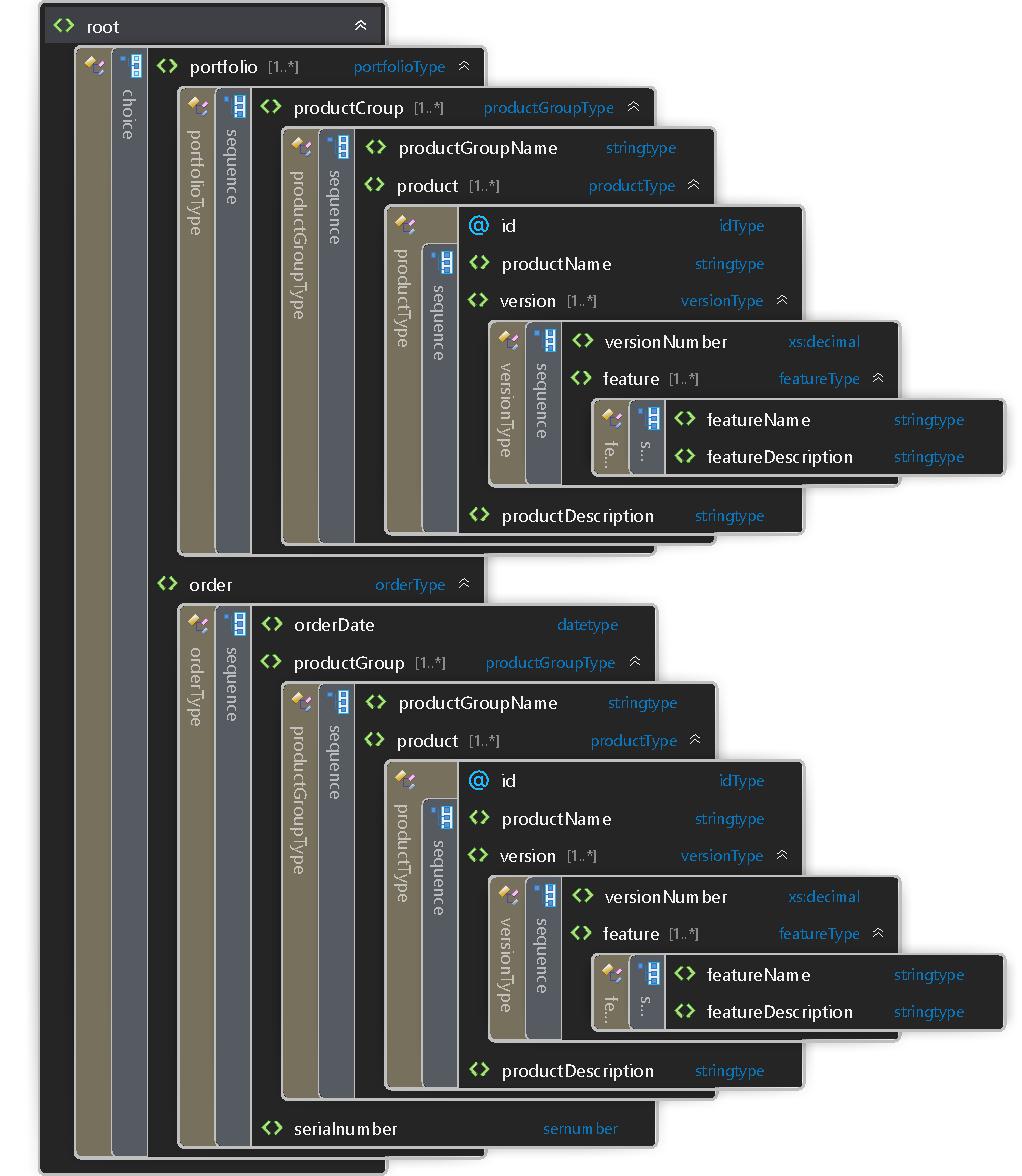 root
choice
portfolio [1..*] portfolioType
portfolioType
sequence
productCroup [1..*] productGroupType
productGroupType
sequence
productGroupName stringtype
product [1..*] productType
productType
sequence
@ id idType
productName stringtype
version [1..*] versionType
versionType
sequence
versionNumber xs:decimal
feature [1..*] featureType
fe...
s...
featureName stringtype
featureDescription stringtype
productDescription stringtype
order orderType
orderType
sequence
orderDate datetype
productGroup [1..*] productGroupType
productGroupType
sequence
productGroupName stringtype
product [1..*] productType
productType
sequence
@ id idType
productName stringtype
version [1..*] versionType
versionType
sequence
versionNumber xs:decimal
feature [1..*] featureType
fe...
s...
featureName stringtype
featureDescription stringtype
productDescription stringtype
serialnumber sernumber